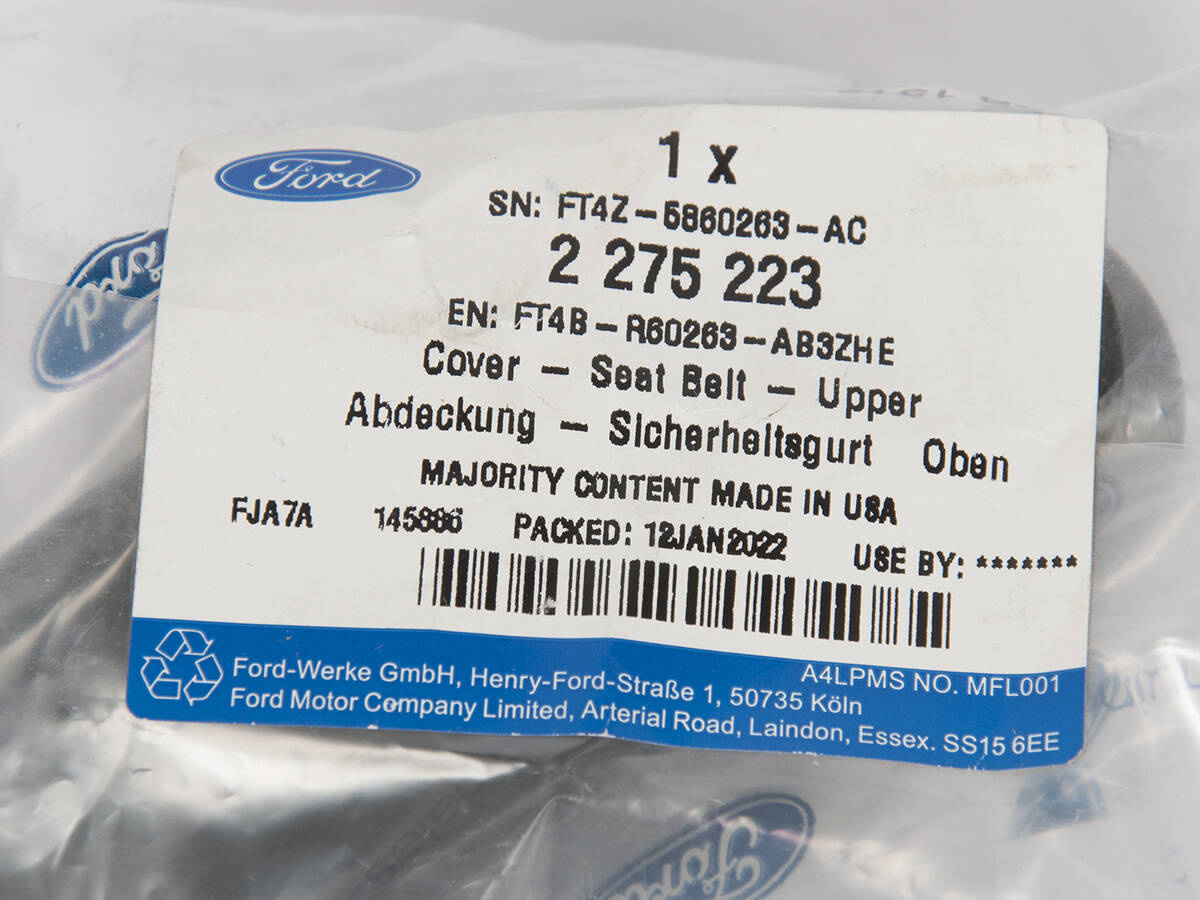 Ford
1 x
SN: FT4Z-5860263-AC
2 275 223
EN: FT4B-R60263-AB3ZHE
Cover - Seat Belt - Upper
Abdeckung - Sicherheitsgurt Oben
MAJORITY CONTENT MADE IN USA
FJA7A 145886 PACKED: 12JAN2022 USE BY: *******
A4LPMS NO. MFL001
Ford-Werke GmbH, Henry-Ford-Straße 1, 50735 Köln
Ford Motor Company Limited, Arterial Road, Laindon, Essex. SS15 6EE
Ford
Ford